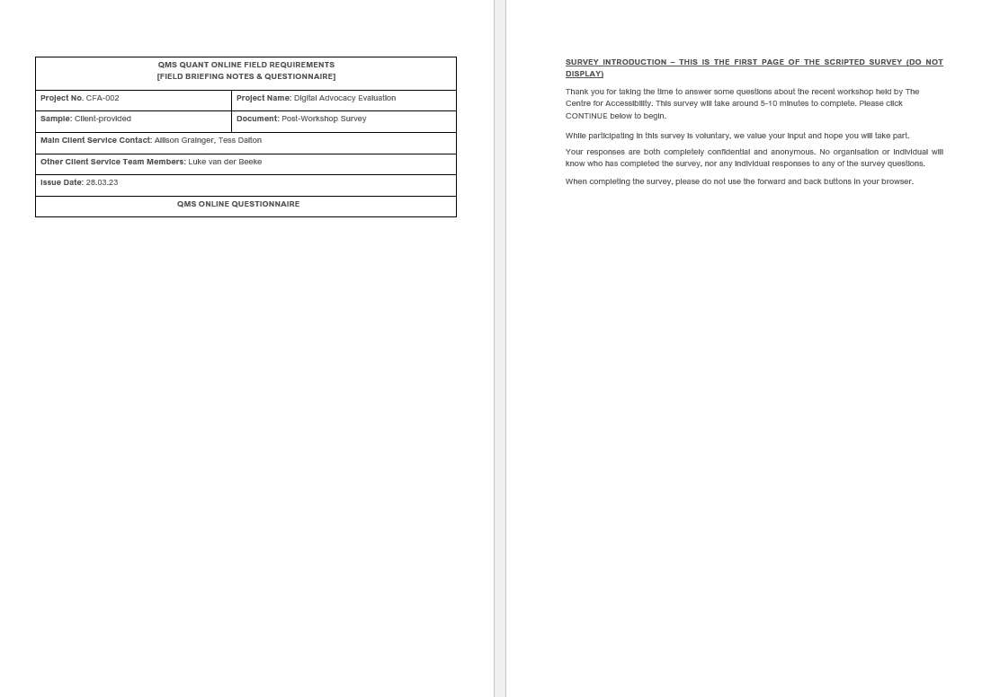 QMS QUANT ONLINE FIELD REQUIREMENTS
[FIELD BRIEFING NOTES & QUESTIONNAIRE]
Project No. CFA-002
Project Name: Digital Advocacy Evaluation
Sample: Client-provided
Document: Post-Workshop Survey
Main Client Service Contact: Allison Grainger, Tess Dalton
Other Client Service Team Members: Luke van der Beeke
Issue Date: 28.03.23
QMS ONLINE QUESTIONNAIRE
SURVEY INTRODUCTION – THIS IS THE FIRST PAGE OF THE SCRIPTED SURVEY (DO NOT
DISPLAY)
Thank you for taking the time to answer some questions about the recent workshop held by The
Centre for Accessibility. This survey will take around 5-10 minutes to complete. Please click
CONTINUE below to begin.
While participating in this survey is voluntary, we value your input and hope you will take part.
Your responses are both completely confidential and anonymous. No organisation or individual will
know who has completed the survey, nor any individual responses to any of the survey questions.
When completing the survey, please do not use the forward and back buttons in your browser.